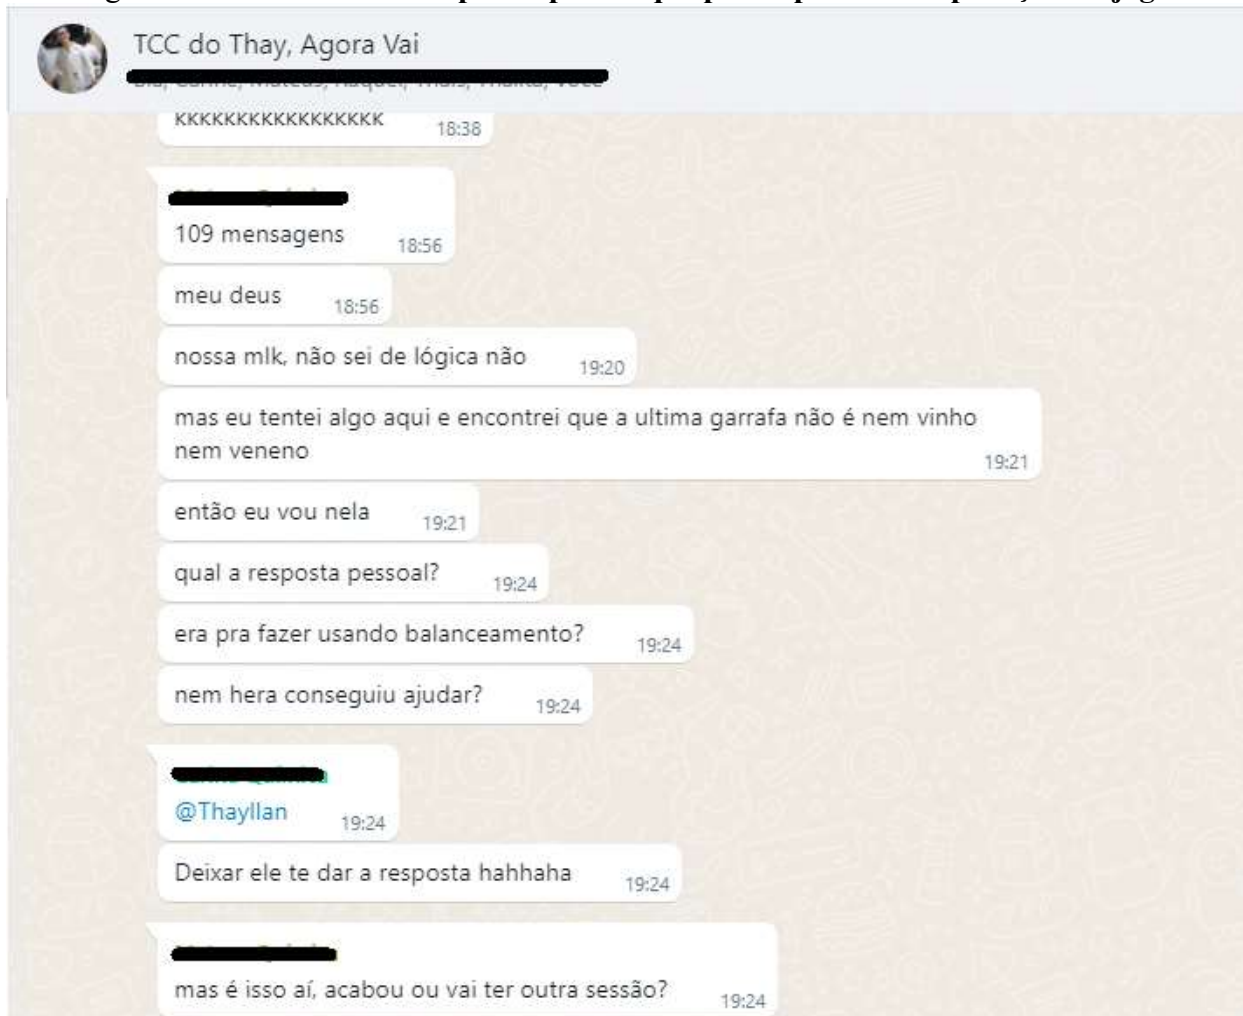 TCC do Thay, Agora Vai
kkkkkkkkkkkkkkkkk 18:38
109 mensagens 18:56
meu deus 18:56
nossa mlk, não sei de lógica não 19:20
mas eu tentei algo aqui e encontrei que a ultima garrafa não é nem vinho
nem veneno 19:21
então eu vou nela 19:21
qual a resposta pessoal? 19:24
era pra fazer usando balanceamento? 19:24
nem hera conseguiu ajudar? 19:24
@Thayllan 19:24
Deixar ele te dar a resposta hahhaha 19:24
mas é isso aí, acabou ou vai ter outra sessão? 19:24